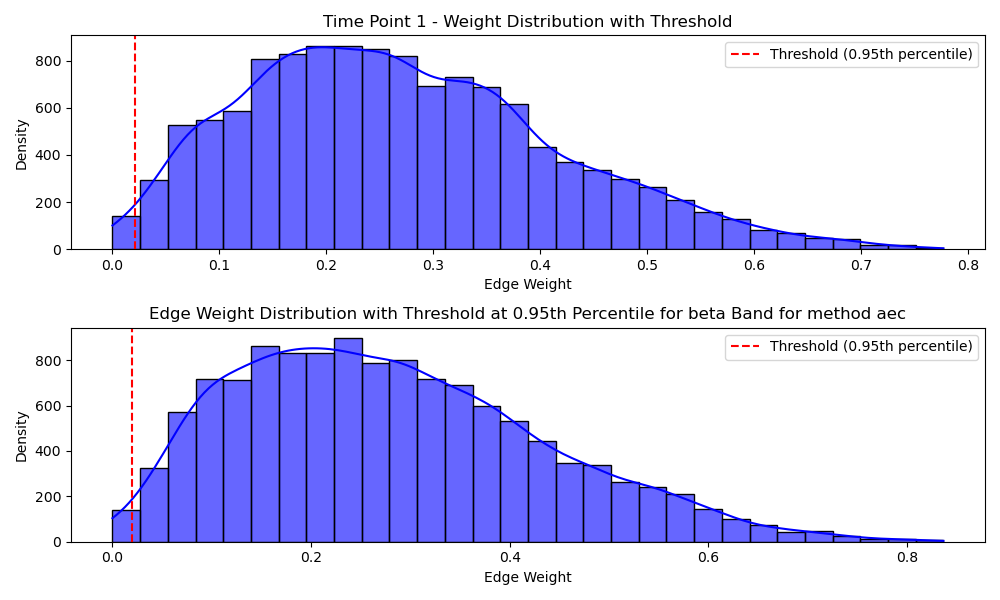 Time Point 1 - Weight Distribution with Threshold
Density
800
600
400
200
0
Threshold (0.95th percentile)
0.0 0.1 0.2 0.3 0.4 0.5 0.6 0.7 0.8
Edge Weight
Edge Weight Distribution with Threshold at 0.95th Percentile for beta Band for method aec
Density
800
600
400
200
0
Threshold (0.95th percentile)
0.0 0.2 0.4 0.6 0.8
Edge Weight